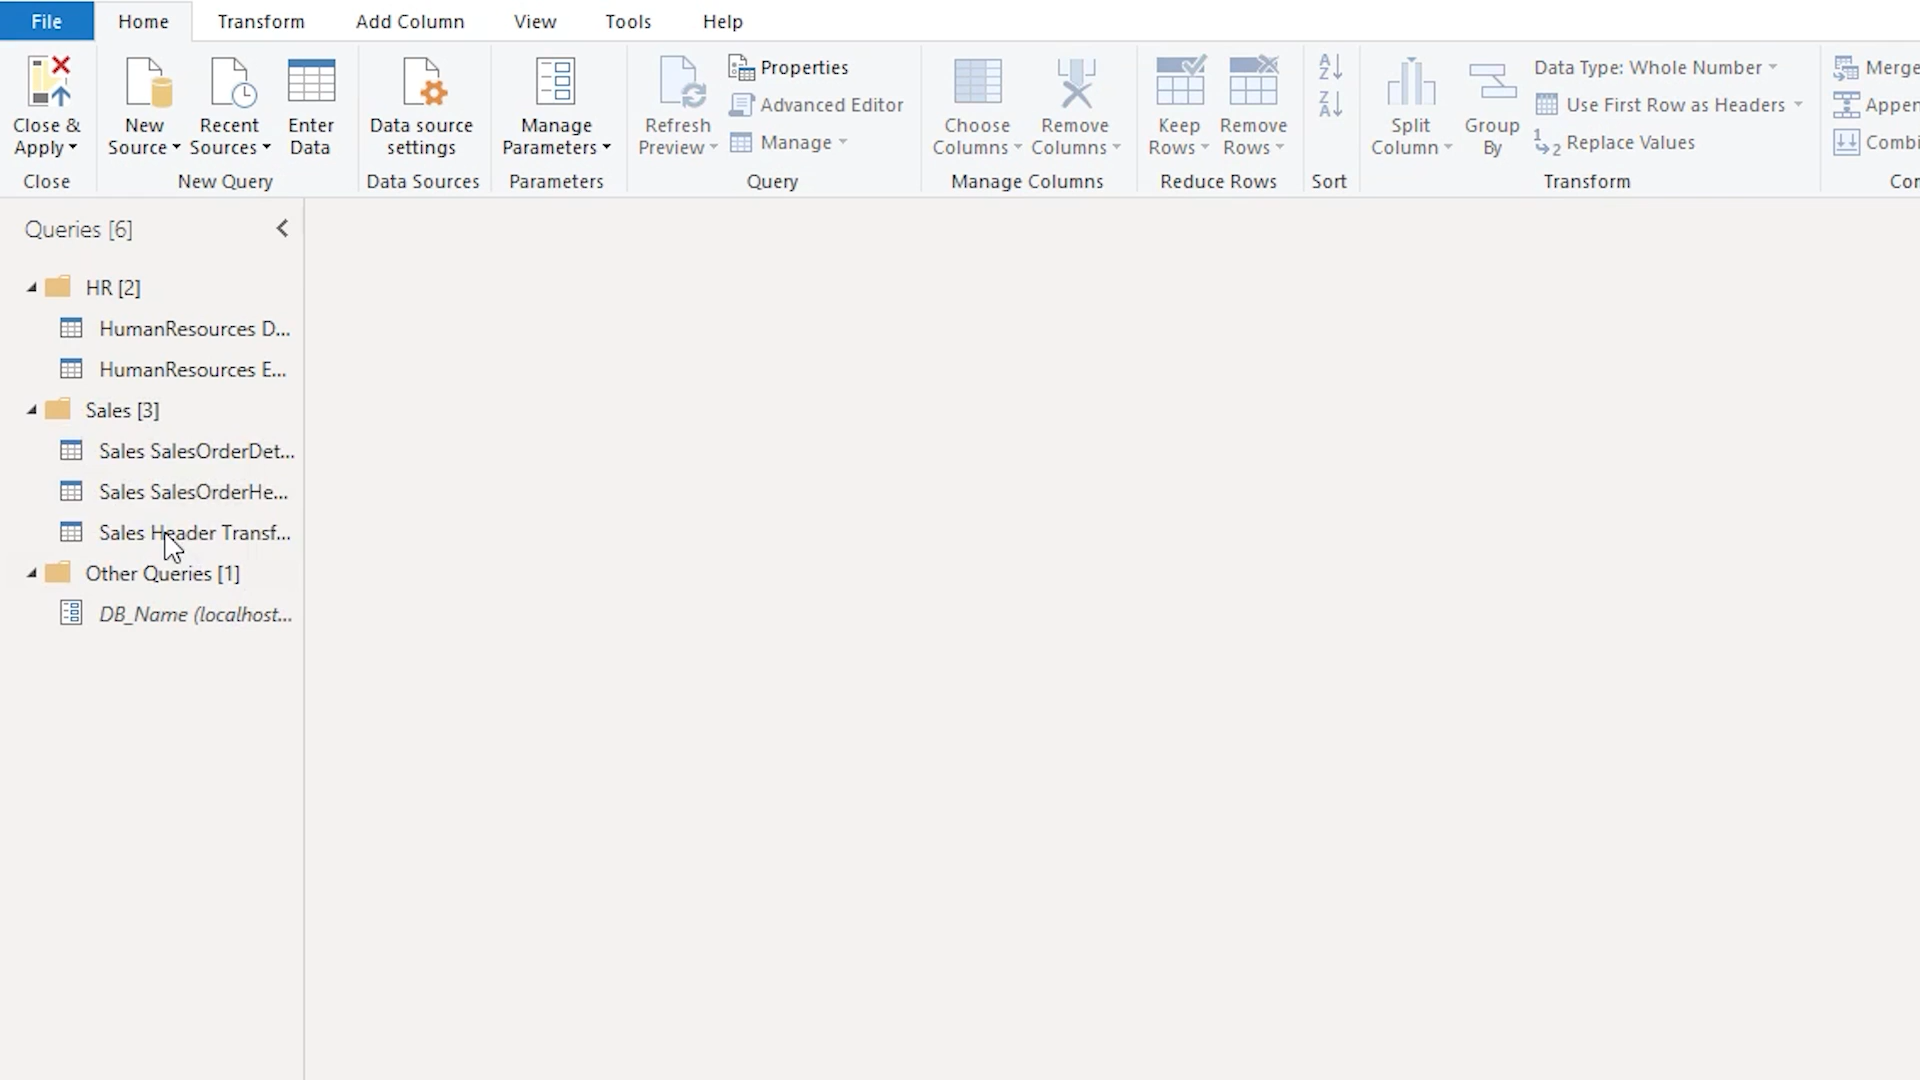 File Home Transform Add Column View Tools Help
Close & Apply
New Source
Recent Sources
Enter Data
Data source settings
Manage Parameters
Refresh Preview
Properties
Advanced Editor
Manage
Choose Columns
Remove Columns
Keep Rows
Remove Rows
Split Column
Group By
Data Type: Whole Number
Use First Row as Headers
1 2 Replace Values
Merge
Appen
Combi
Close New Query Data Sources Parameters Query Manage Columns Reduce Rows Sort Transform Cor
Queries [6]
HR [2]
HumanResources D...
HumanResources E...
Sales [3]
Sales SalesOrderDet...
Sales SalesOrderHe...
Sales Header Transf...
Other Queries [1]
DB_Name (localhost...